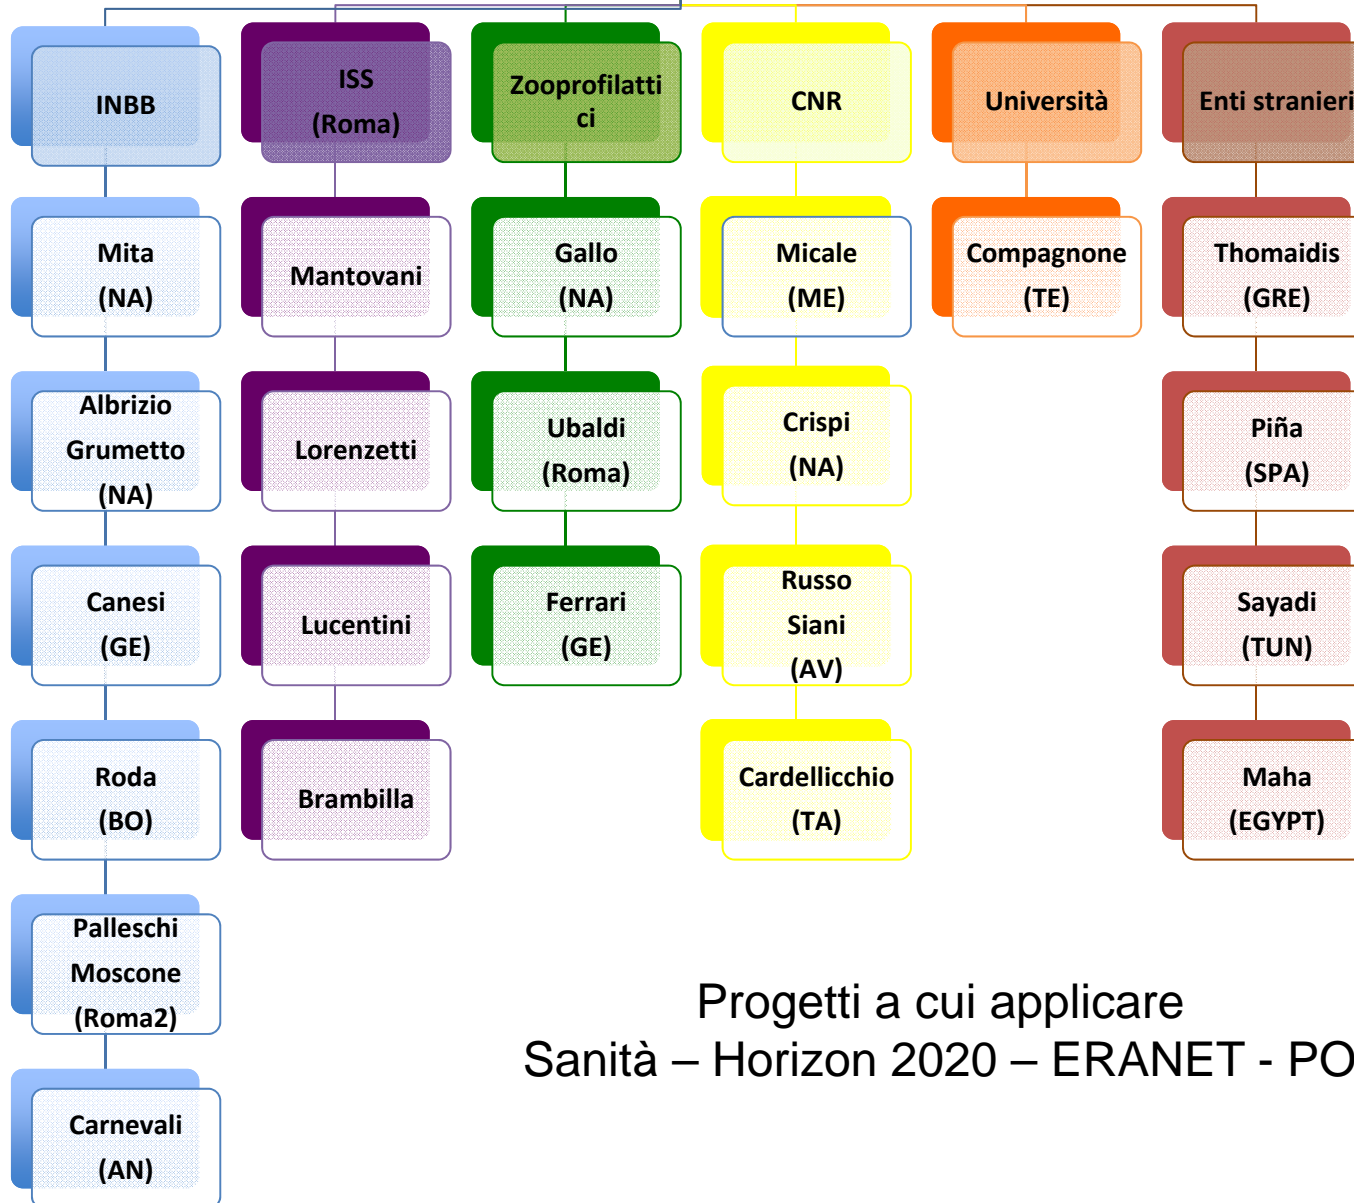 INBB
Mita
(NA)
Albrizio
Grumetto
(NA)
Canesi
(GE)
Roda
(BO)
Palleschi
Moscone
(Roma2)
Carnevali
(AN)
ISS
(Roma)
Mantovani
Lorenzetti
Lucentini
Brambilla
Zooprofilatti
ci
Gallo
(NA)
Ubaldi
(Roma)
Ferrari
(GE)
CNR
Micale
(ME)
Crispi
(NA)
Russo
Siani
(AV)
Cardellicchio
(TA)
Università
Compagnone
(TE)
Enti stranieri
Thomaidis
(GRE)
Piña
(SPA)
Sayadi
(TUN)
Maha
(EGYPT)
Progetti a cui applicare
Sanità – Horizon 2020 – ERANET - PO